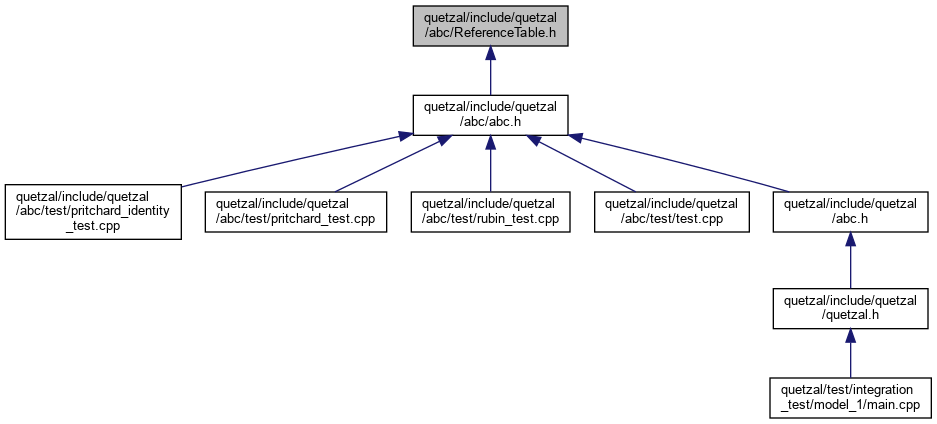 quetzal/include/quetzal
/abc/ReferenceTable.h
quetzal/include/quetzal
/abc/abc.h
quetzal/include/quetzal
/abc/test/pritchard_identity
_test.cpp
quetzal/include/quetzal
/abc/test/pritchard_test.cpp
quetzal/include/quetzal
/abc/test/rubin_test.cpp
quetzal/include/quetzal
/abc/test/test.cpp
quetzal/include/quetzal
/abc.h
quetzal/include/quetzal
/quetzal.h
quetzal/test/integration
_test/model_1/main.cpp